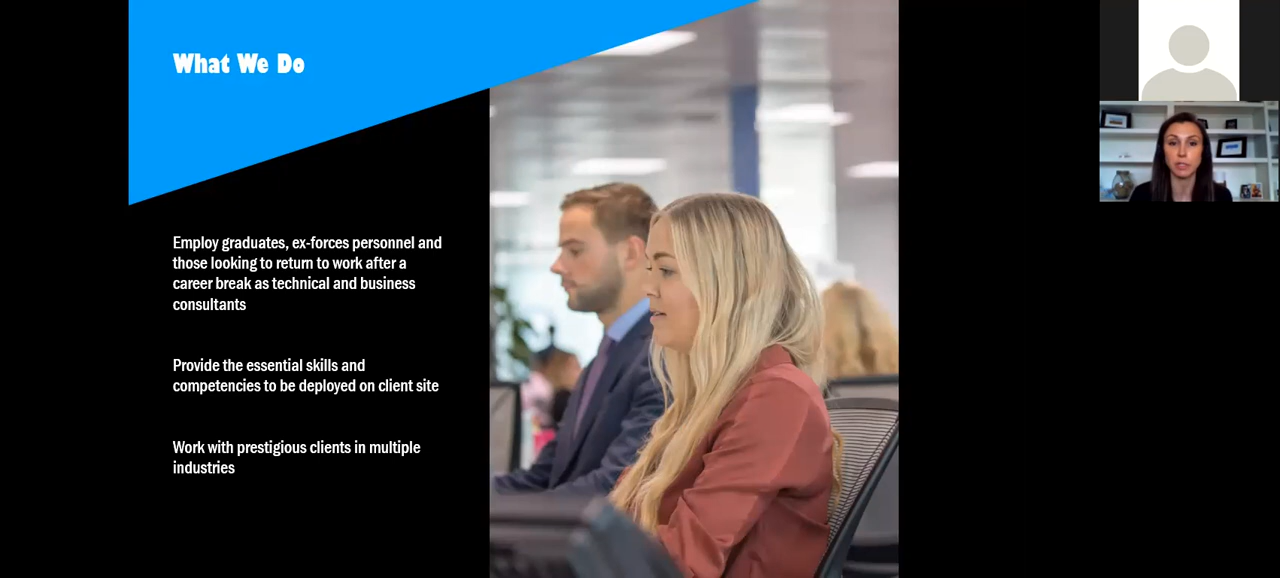 What We Do
Employ graduates, ex-forces personnel and
those looking to return to work after a
career break as technical and business
consultants
Provide the essential skills and
competencies to be deployed on client site
Work with prestigious clients in multiple
industries